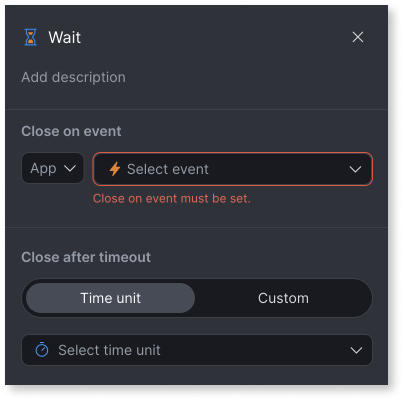 Wait
Add description
Close on event
App Select event
Close on event must be set.
Close after timeout
Time unit Custom
Select time unit